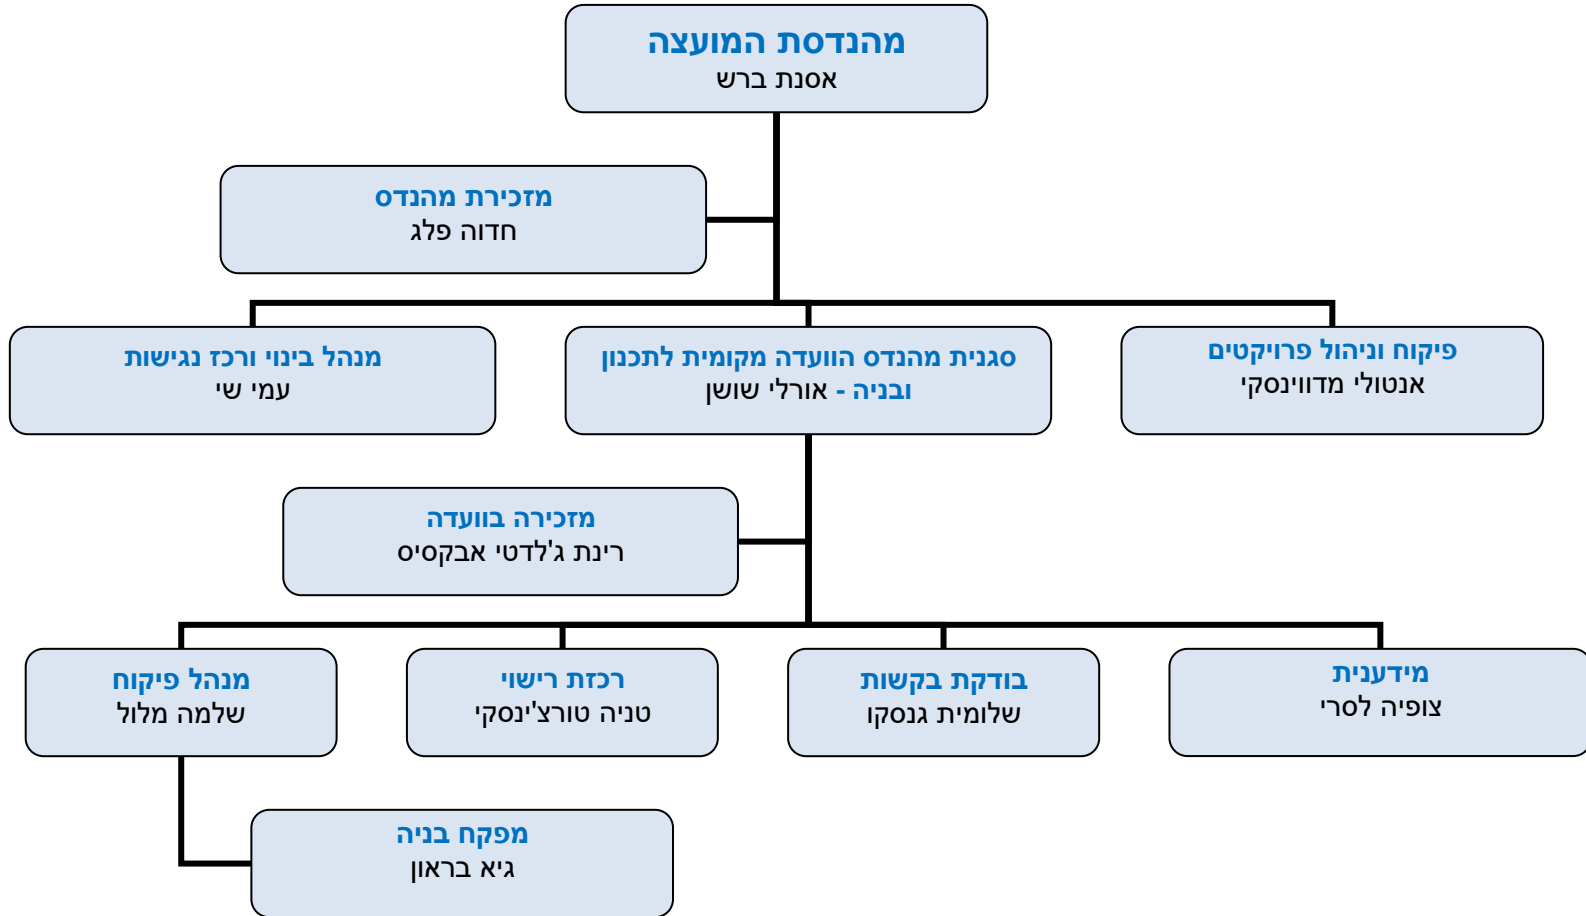 מהנדסת המועצה
אסנת ברש
מזכירת מהנדס
חדוה פלג
פיקוח וניהול פרויקטים
אנטולי מדווינסקי
סגנית מהנדס הוועדה מקומית לתכנון
ובניה - אורלי שושן
מנהל בינוי ורכז נגישות
עמי שי
מזכירה בוועדה
רינת ג'לדטי אבקסיס
מידענית
צופיה לסרי
בודקת בקשות
שלומית גנסקו
רכזת רישוי
טניה טורצ'ינסקי
מנהל פיקוח
שלמה מלול
מפקח בניה
גיא בראון